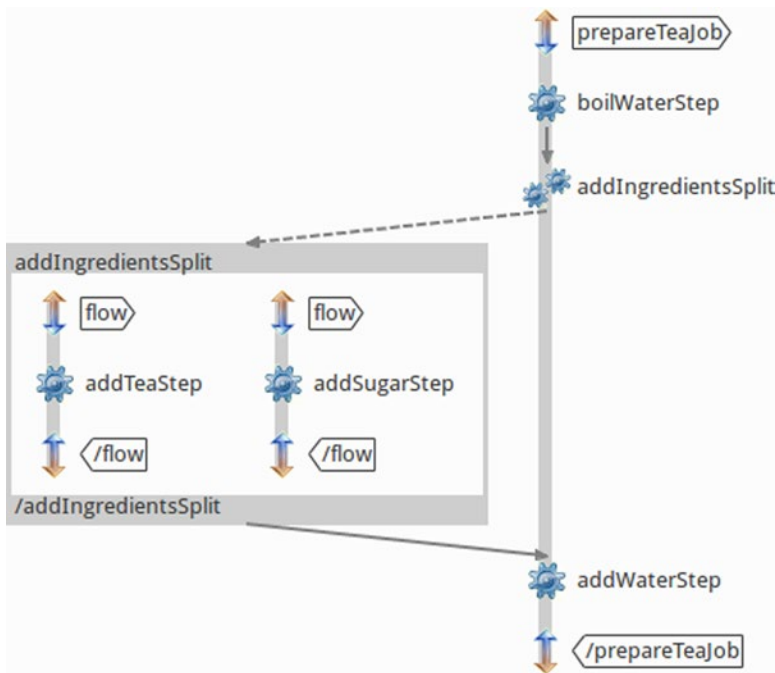 prepareTeaJob
boilWaterStep
addIngredientsSplit
addIngredientsSplit
flow
flow
addTeaStep
addSugarStep
/flow
/flow
/addIngredientsSplit
addWaterStep
/prepareTeaJob